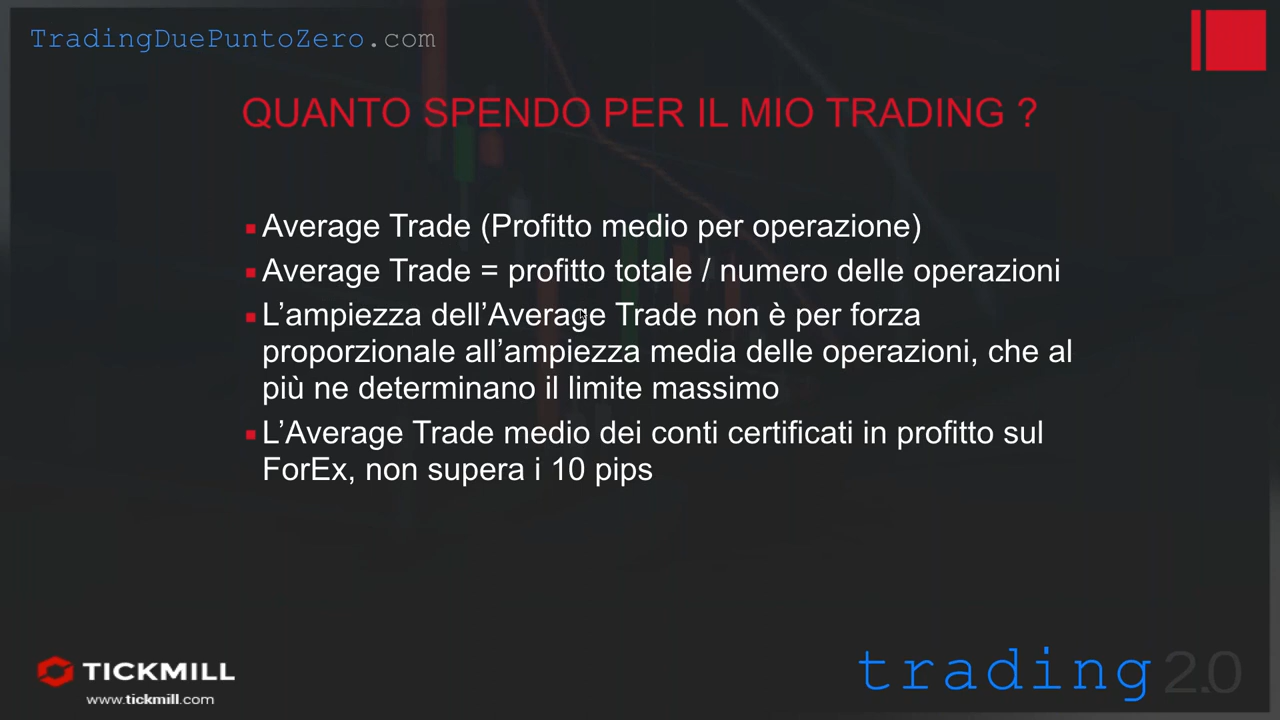 TradingDuePuntoZero.com
QUANTO SPENDO PER IL MIO TRADING ?
Average Trade (Profitto medio per operazione)
Average Trade = profitto totale / numero delle operazioni
L’ampiezza dell’Average Trade non è per forza
proporzionale all’ampiezza media delle operazioni, che al
più ne determinano il limite massimo
L’Average Trade medio dei conti certificati in profitto sul
ForEx, non supera i 10 pips
TICKMILL
www.tickmill.com
trading 2.0